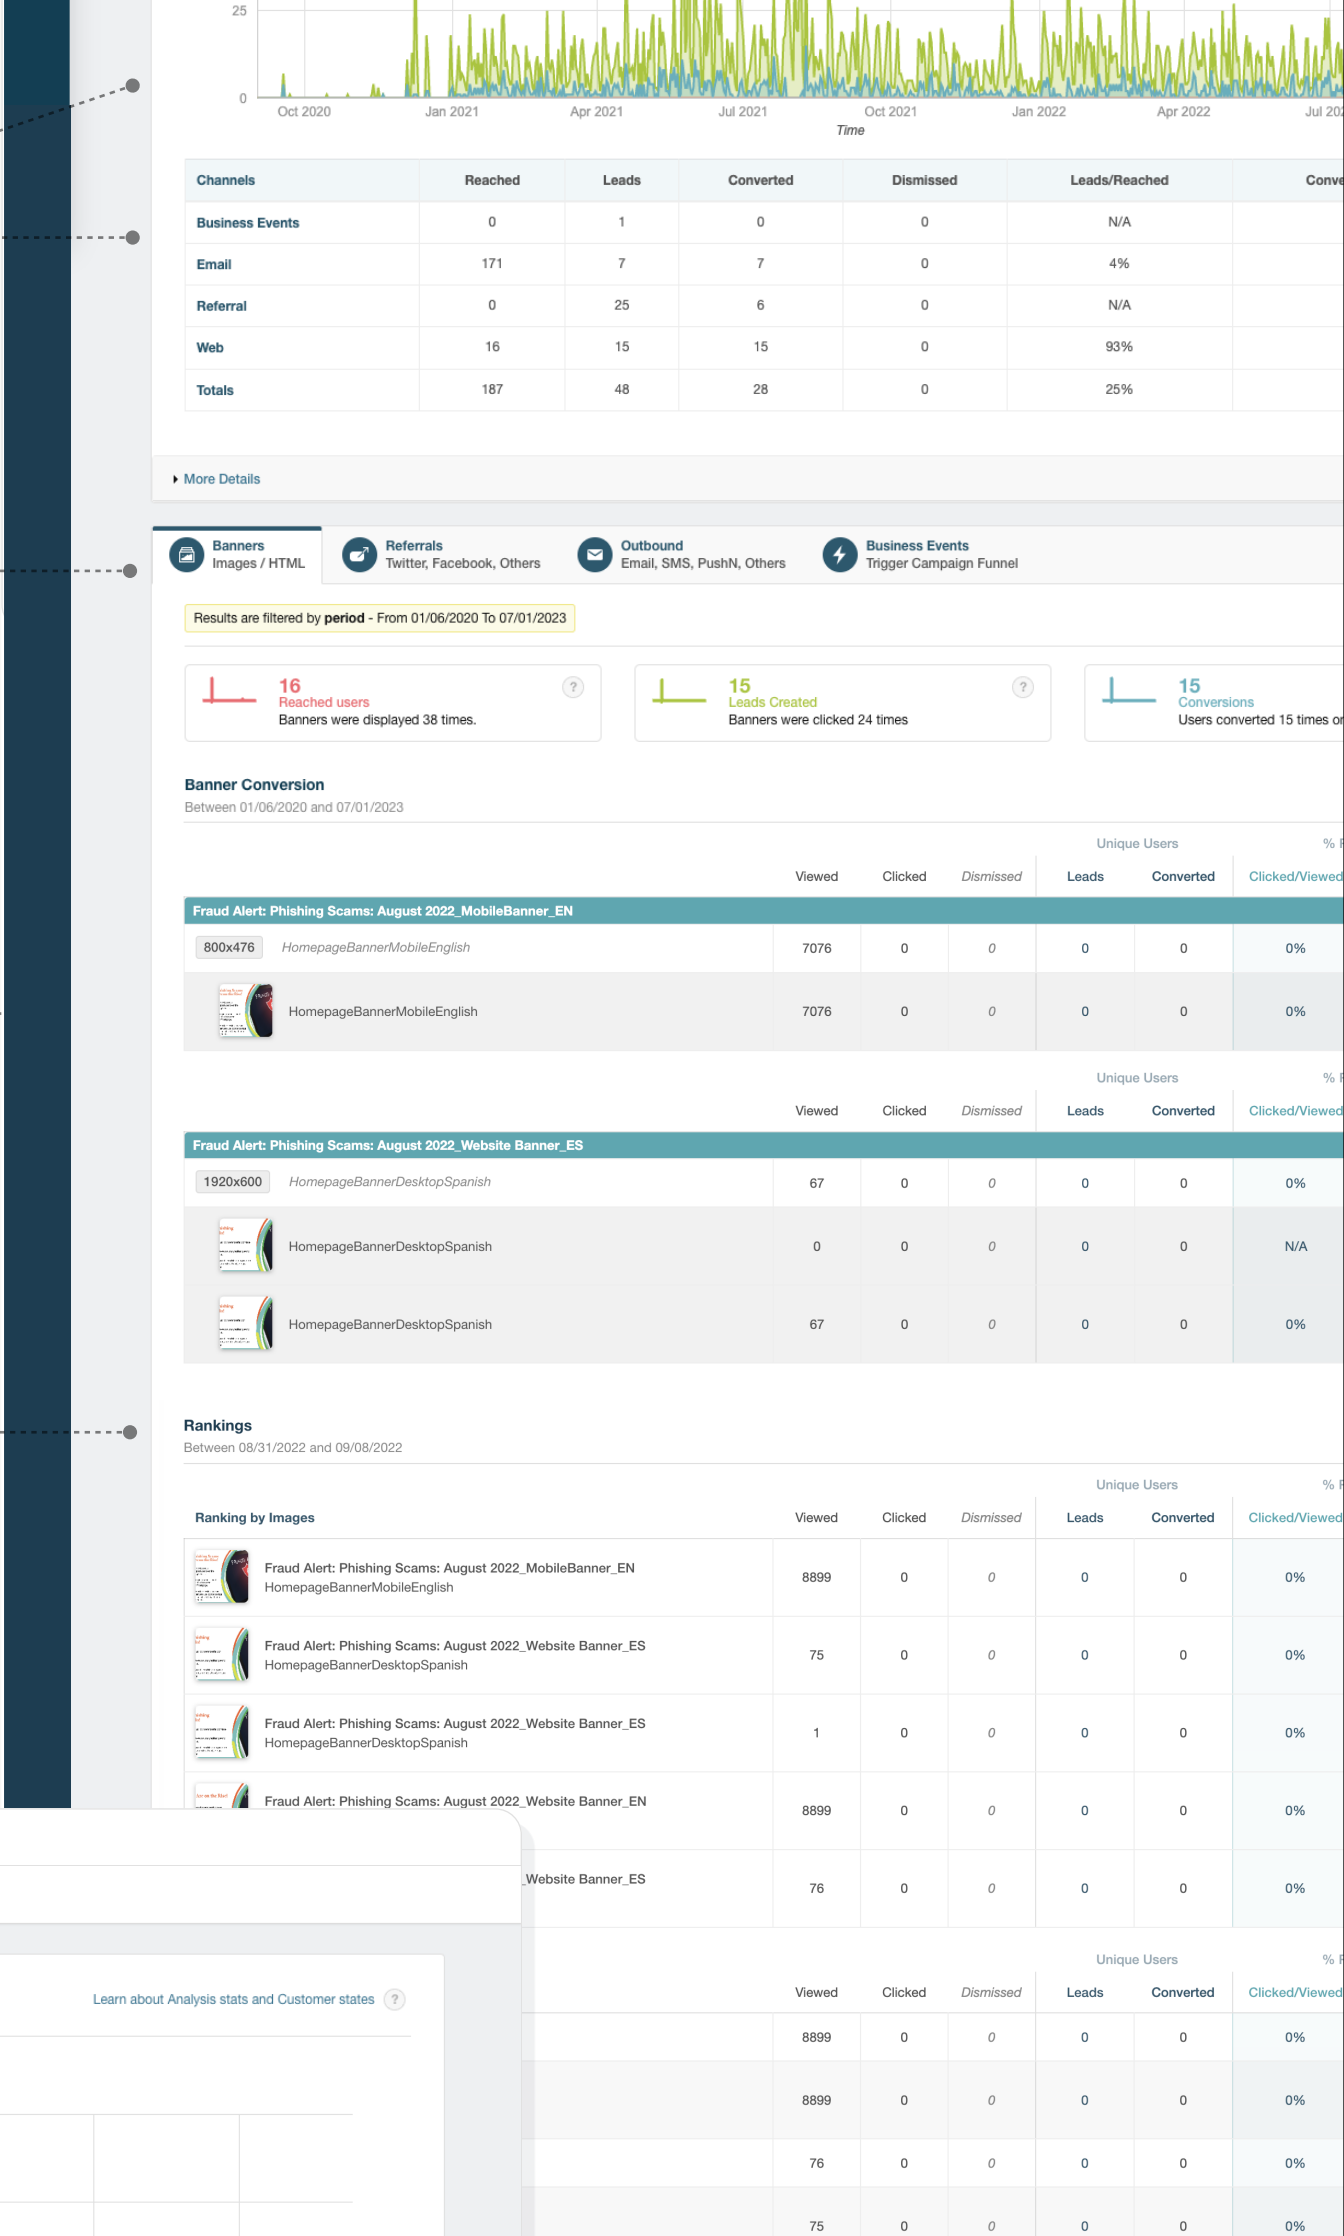 25
0
Oct 2020 Jan 2021 Apr 2021 Jul 2021 Oct 2021 Jan 2022 Apr 2022 Jul
Time
Channels Reached Leads Converted Dismissed Leads/Reached Conve
Business Events 0 1 0 0 N/A
Email 171 7 7 0 4%
Referral 0 25 6 0 N/A
Web 16 15 15 0 93%
Totals 187 48 28 0 25%
More Details
Banners Referrals Outbound Business Events
Images / HTML Twitter, Facebook, Others Email, SMS, PushN, Others Trigger Campaign Funnel
Results are filtered by period - From 01/06/2020 To 07/01/2023
16 ? 15 ? 15
Reached users Leads Created Conversions
Banners were displayed 38 times. Banners were clicked 24 times Users converted 15 times
Banner Conversion
Between 01/06/2020 and 07/01/2023
Unique Users %
Viewed Clicked Dismissed Leads Converted Clicked/Viewed
Fraud Alert: Phishing Scams: August 2022_MobileBanner_EN
800x476 HomepageBannerMobileEnglish 7076 0 0 0 0 0%
HomepageBannerMobileEnglish 7076 0 0 0 0 0%
Unique Users %
Viewed Clicked Dismissed Leads Converted Clicked/Viewed
Fraud Alert: Phishing Scams: August 2022_Website Banner_ES
1920x600 HomepageBannerDesktopSpanish 67 0 0 0 0 0%
HomepageBannerDesktopSpanish 0 0 0 0 0 N/A
HomepageBannerDesktopSpanish 67 0 0 0 0 0%
Rankings
Between 08/31/2022 and 09/08/2022
Unique Users %
Ranking by Images Viewed Clicked Dismissed Leads Converted Clicked/Viewed
Fraud Alert: Phishing Scams: August 2022_MobileBanner_EN
HomepageBannerMobileEnglish 8899 0 0 0 0 0%
Fraud Alert: Phishing Scams: August 2022_Website Banner_ES
HomepageBannerDesktopSpanish 75 0 0 0 0 0%
Fraud Alert: Phishing Scams: August 2022_Website Banner_ES
HomepageBannerDesktopSpanish 1 0 0 0 0 0%
Fraud Alert: Phishing Scams: August 2022_Website Banner_EN
8899 0 0 0 0 0%
_Website Banner_ES
76 0 0 0 0 0%
Unique Users %
Viewed Clicked Dismissed Leads Converted Clicked/Viewed
Learn about Analysis stats and Customer states ?
8899 0 0 0 0 0%
8899 0 0 0 0 0%
76 0 0 0 0 0%
75 0 0 0 0 0%